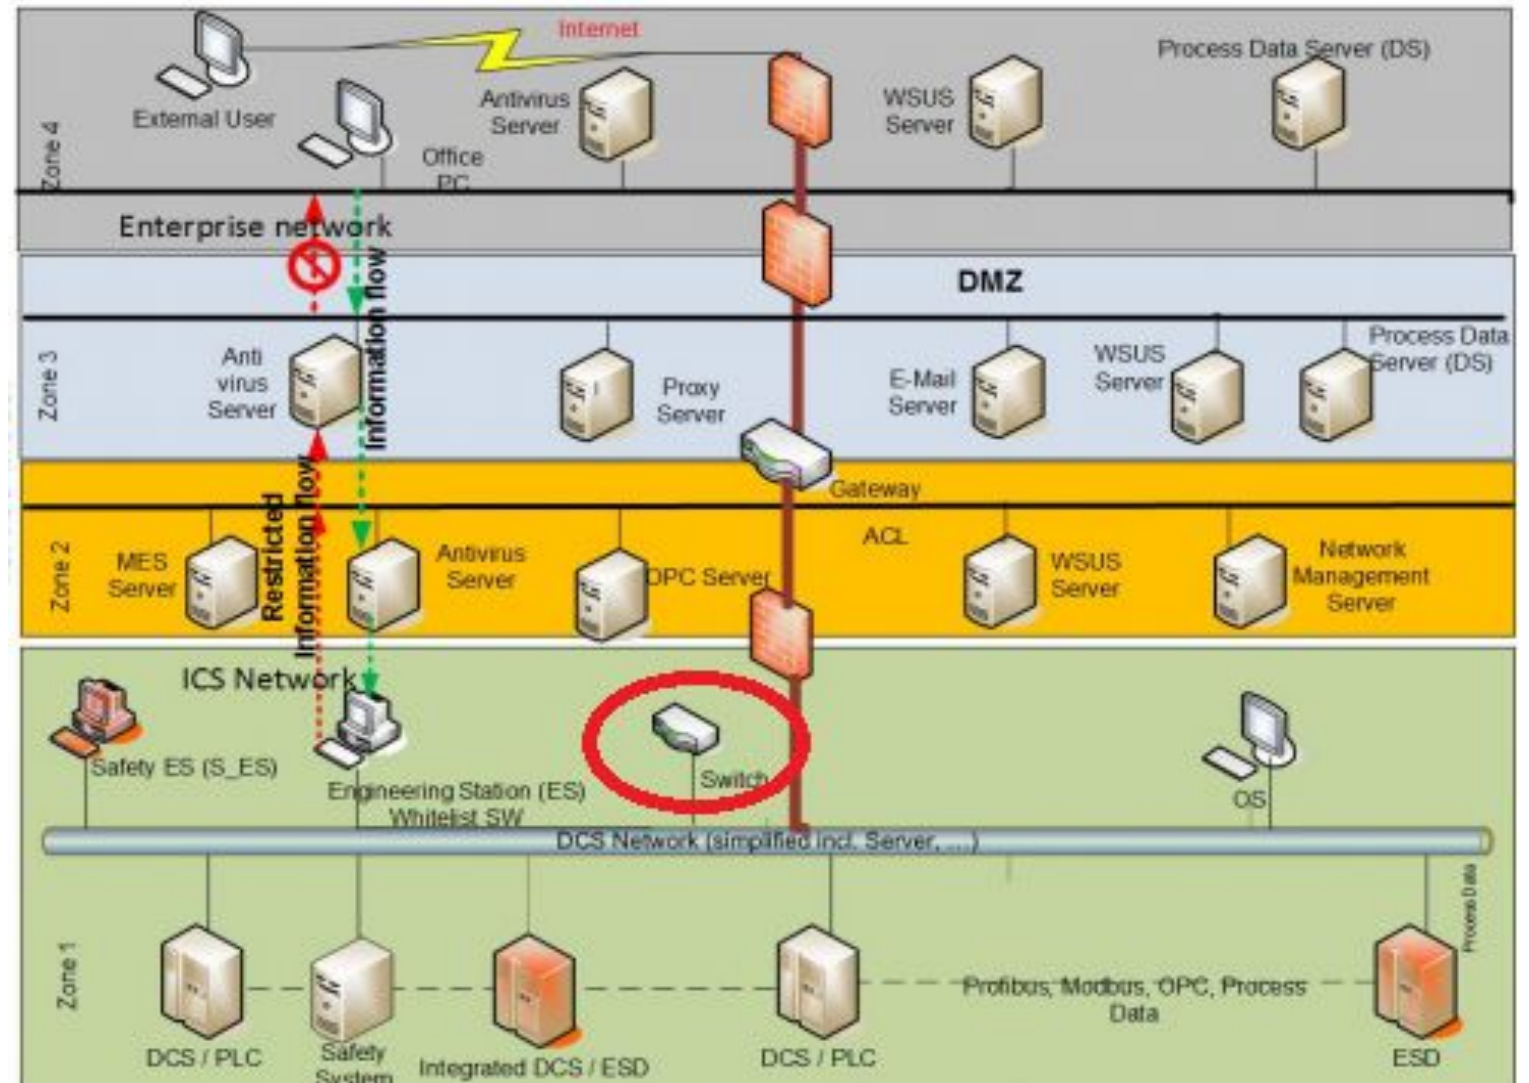 Internet
Process Data Server (DS)
External User
Antivirus
Server
WSUS
Server
Office
PC
Zone 4
Enterprise network
DMZ
Information flow
Zone 3
Anti
virus
Server
Proxy
Server
E-Mail
Server
WSUS
Server
Process Data
Server (DS)
Gateway
ACL
Restricted
Information flow
Zone 2
MES
Server
Antivirus
Server
OPC Server
WSUS
Server
Network
Management
Server
ICS Network
Safety ES (S_ES)
Engineering Station (ES)
Whitelist SW
Switch
OS
DCS Network (simplified incl. Server, ...)
Process Data
Zone 1
Profibus, Modbus, OPC, Process
Data
DCS / PLC
Safety
System
Integrated DCS / ESD
DCS / PLC
ESD